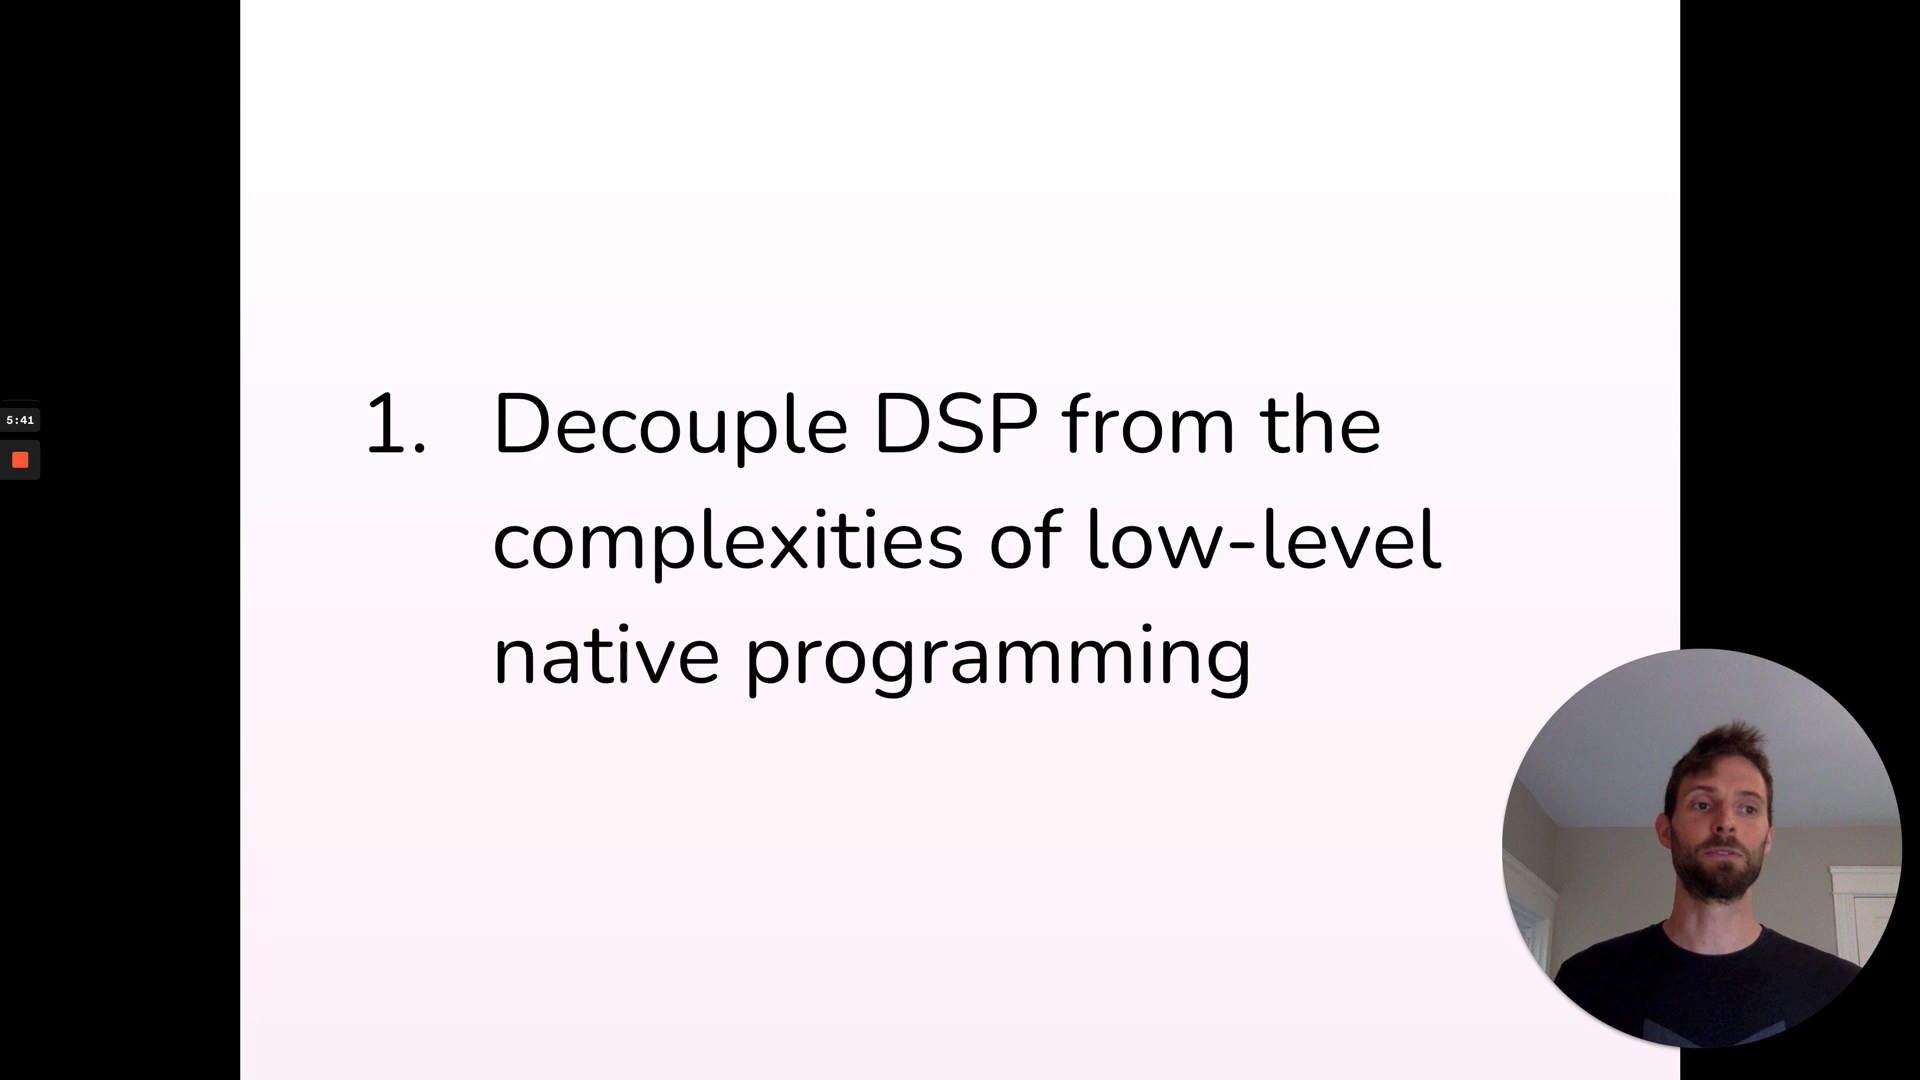 1. Decouple DSP from the
complexities of low-level
native programming
5:41